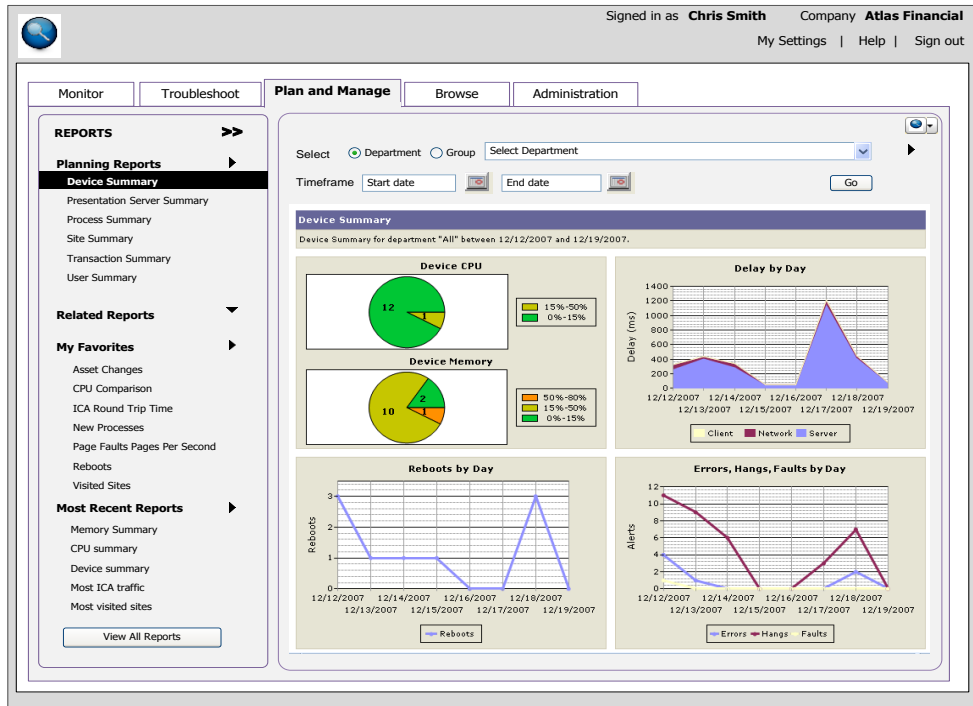 Signed in as Chris Smith Company Atlas Financial
My Settings | Help | Sign out
Monitor
Troubleshoot
Plan and Manage
Browse
Administration
REPORTS >>
Planning Reports
Device Summary
Presentation Server Summary
Process Summary
Site Summary
Transaction Summary
User Summary
Related Reports
My Favorites
Asset Changes
CPU Comparison
ICA Round Trip Time
New Processes
Page Faults Pages Per Second
Reboots
Visited Sites
Most Recent Reports
Memory Summary
CPU summary
Device summary
Most ICA traffic
Most visited sites
View All Reports
Select Department Group Select Department
Timeframe Start date End date Go
Device Summary
Device Summary for department "All" between 12/12/2007 and 12/19/2007.
Device CPU
12
1
15%-50%
0%-15%
Device Memory
10
2
1
50%-80%
15%-50%
0%-15%
Delay by Day
Delay (ms)
1400
1200
1000
800
600
400
200
0
12/12/2007 12/14/2007 12/16/2007 12/18/2007
12/13/2007 12/15/2007 12/17/2007 12/19/2007
Client Network Server
Reboots by Day
Reboots
3
2
1
0
12/12/2007 12/14/2007 12/16/2007 12/18/2007
12/13/2007 12/15/2007 12/17/2007 12/19/2007
Reboots
Errors, Hangs, Faults by Day
Alerts
12
10
8
6
4
2
0
12/12/2007 12/14/2007 12/16/2007 12/18/2007
12/13/2007 12/15/2007 12/17/2007 12/19/2007
Errors Hangs Faults